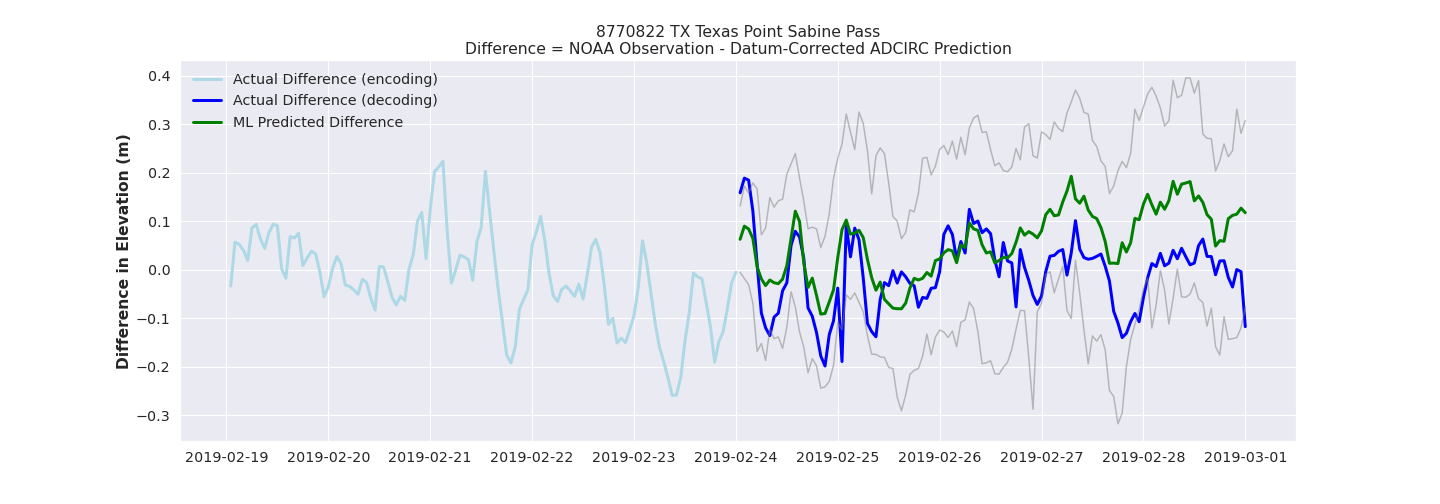 8770822 TX Texas Point Sabine Pass
Difference = NOAA Observation - Datum-Corrected ADCIRC Prediction
Actual Difference (encoding)
Actual Difference (decoding)
ML Predicted Difference
Difference in Elevation (m)
0.4
0.3
0.2
0.1
0.0
−0.1
−0.2
−0.3
2019-02-19 2019-02-20 2019-02-21 2019-02-22 2019-02-23 2019-02-24 2019-02-25 2019-02-26 2019-02-27 2019-02-28 2019-03-01